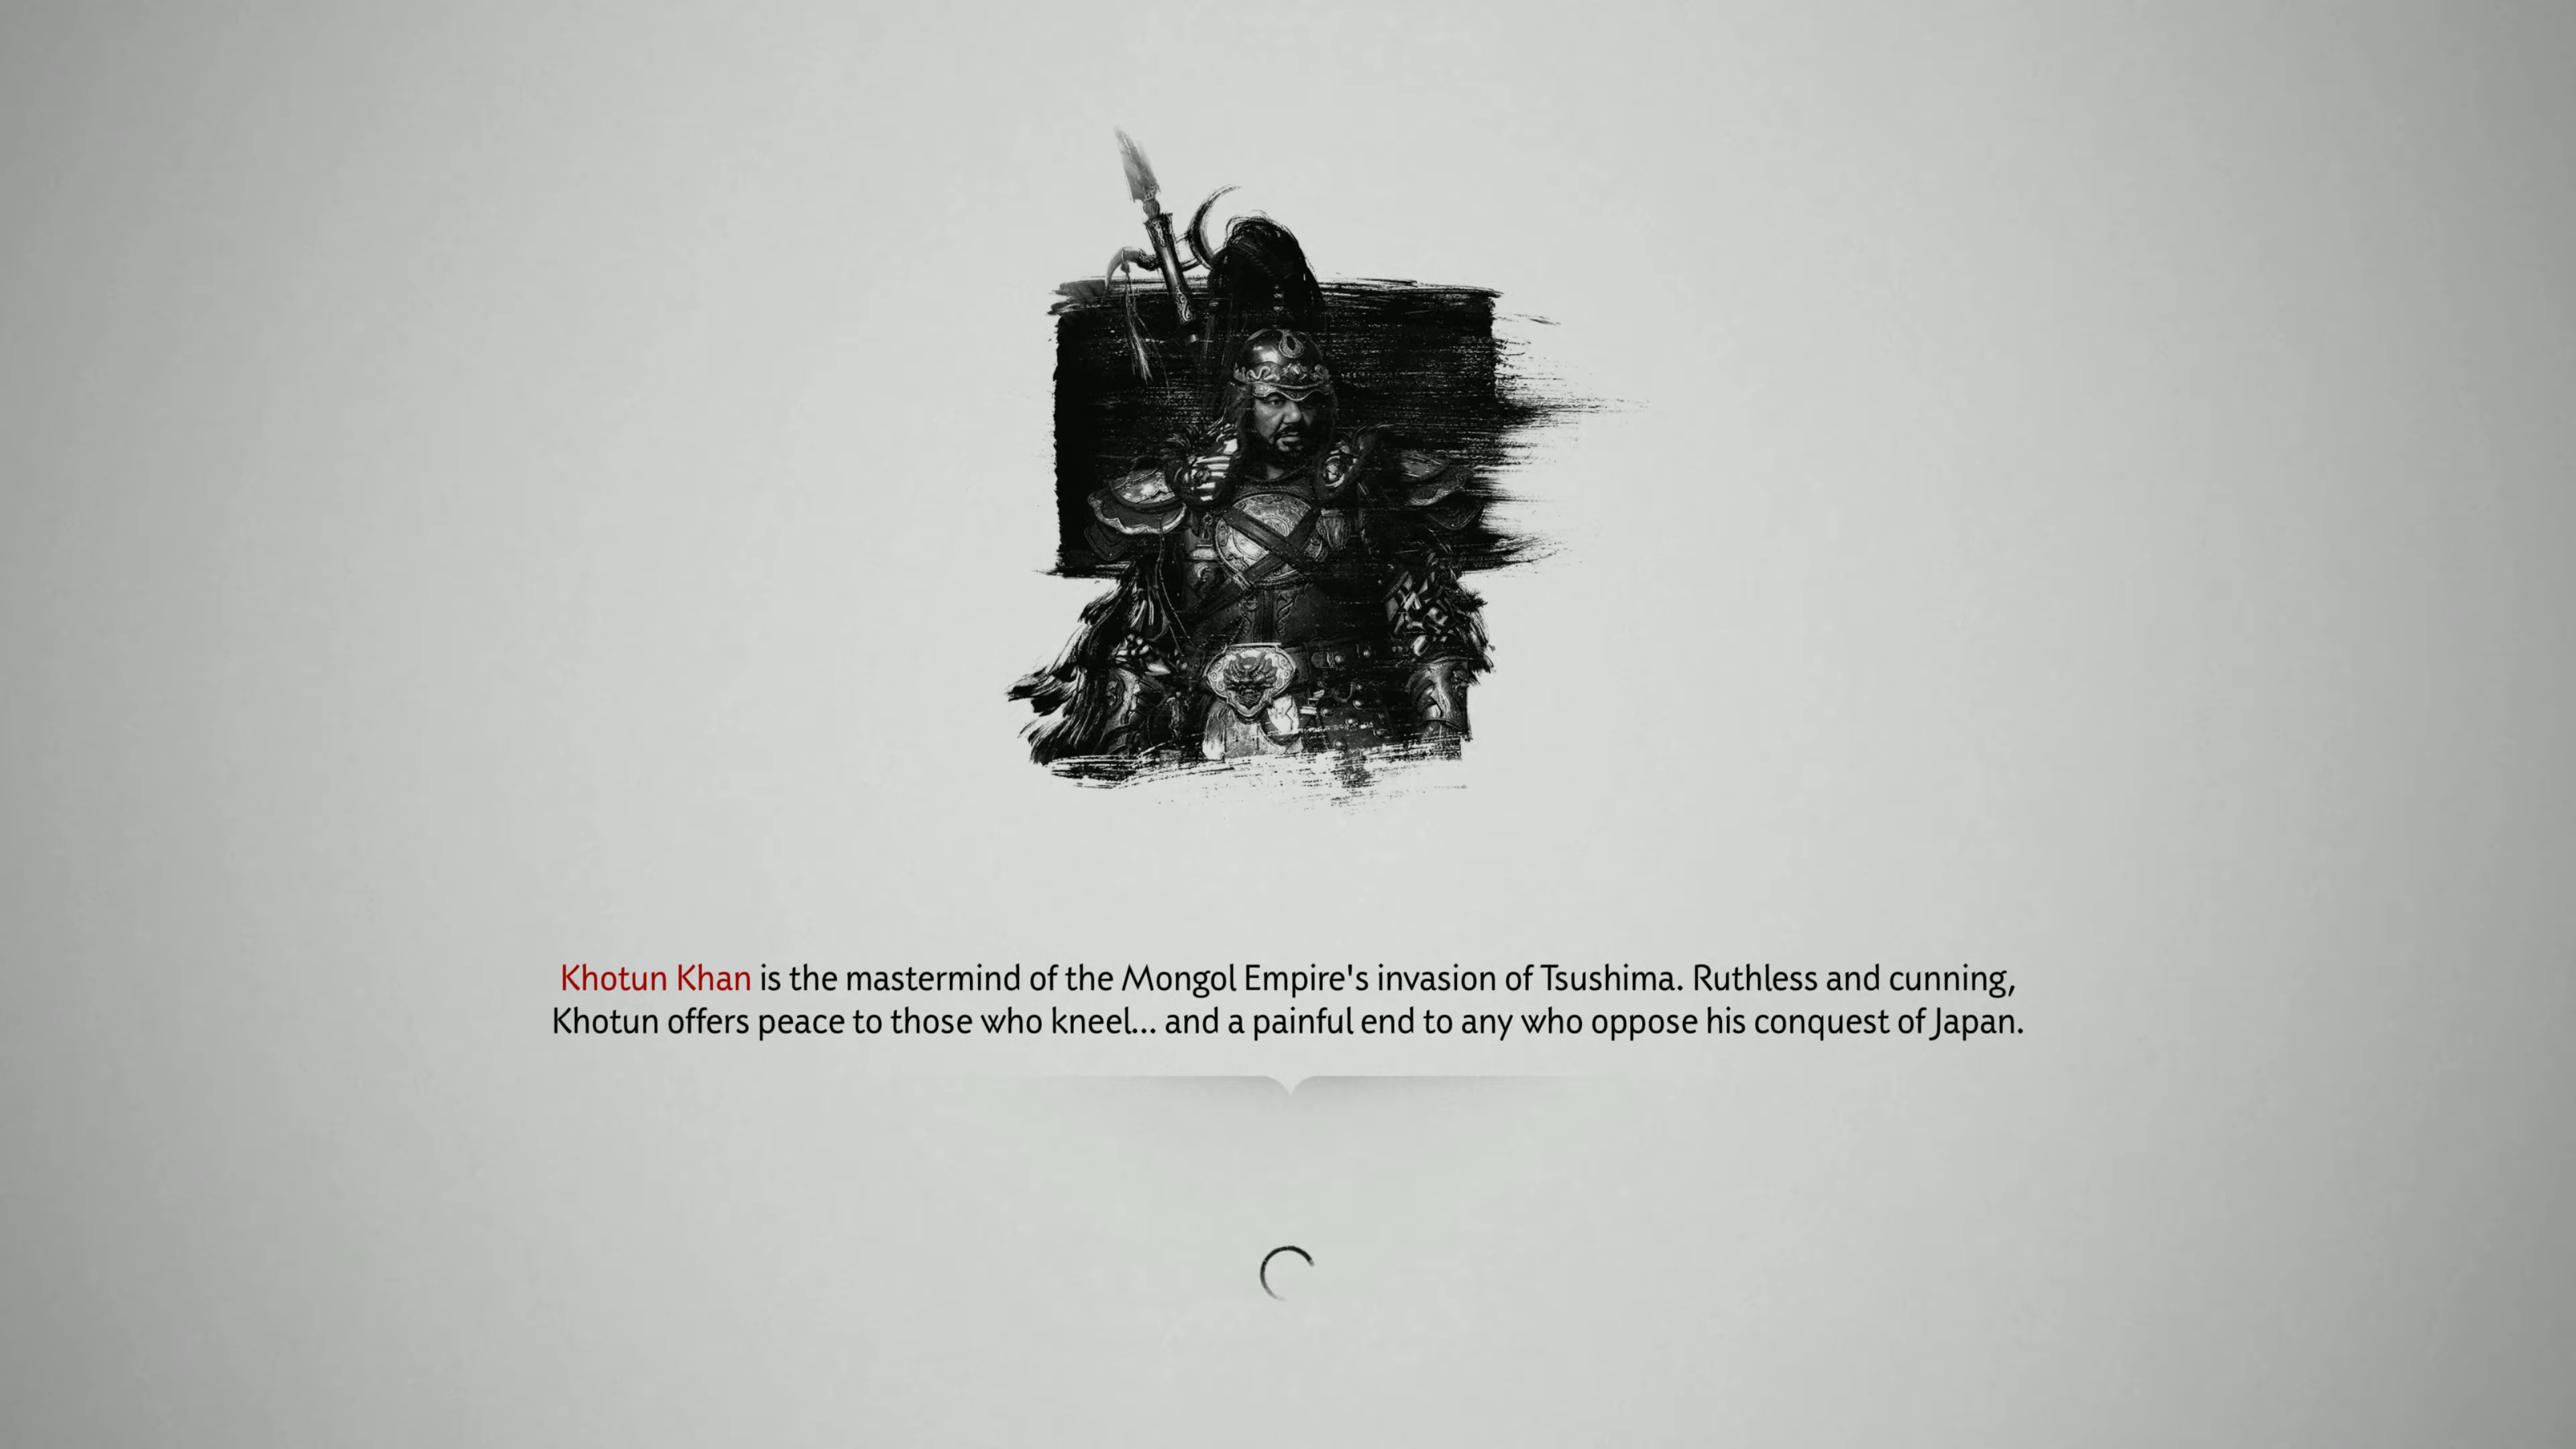 Khotun Khan is the mastermind of the Mongol Empire's invasion of Tsushima. Ruthless and cunning,
Khotun offers peace to those who kneel... and a painful end to any who oppose his conquest of Japan.